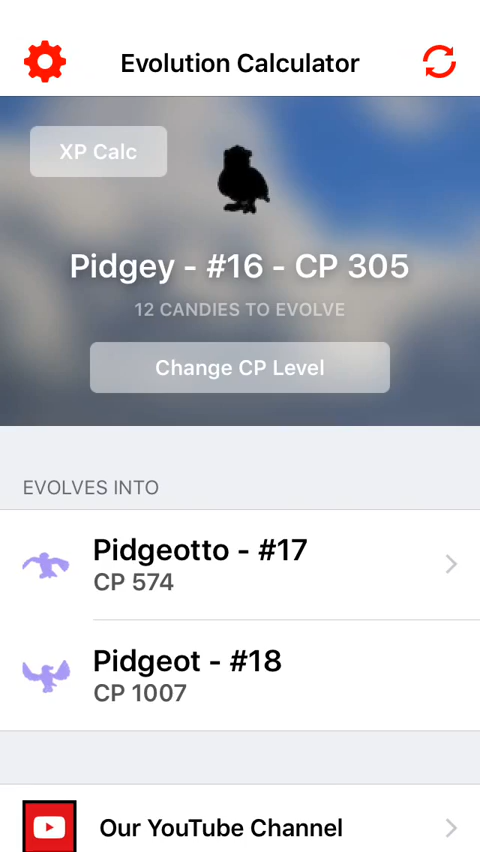 Evolution Calculator
XP Calc
Pidgey - #16 - CP 305
12 CANDIES TO EVOLVE
Change CP Level
EVOLVES INTO
Pidgeotto - #17
CP 574
Pidgeot - #18
CP 1007
Our YouTube Channel